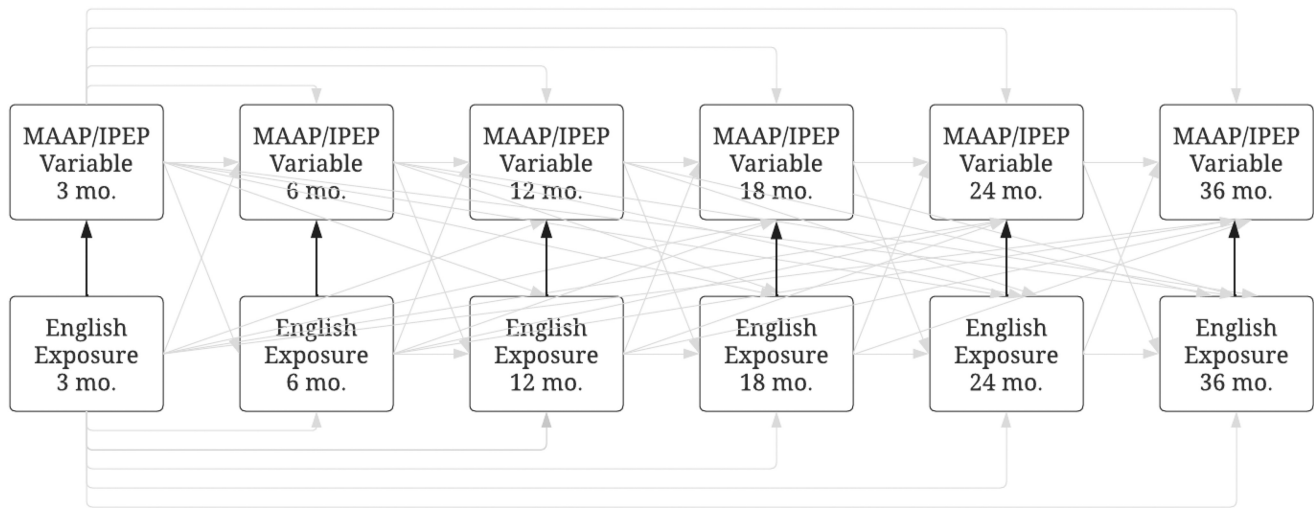 MAAP/IPEP
Variable
3 mo.
MAAP/IPEP
Variable
6 mo.
MAAP/IPEP
Variable
12 mo.
MAAP/IPEP
Variable
18 mo.
MAAP/IPEP
Variable
24 mo.
MAAP/IPEP
Variable
36 mo.
English
Exposure
3 mo.
English
Exposure
6 mo.
English
Exposure
12 mo.
English
Exposure
18 mo.
English
Exposure
24 mo.
English
Exposure
36 mo.